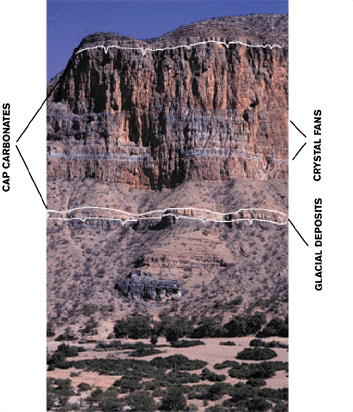 CAP CARBONATES
CRYSTAL FANS
GLACIAL DEPOSITS